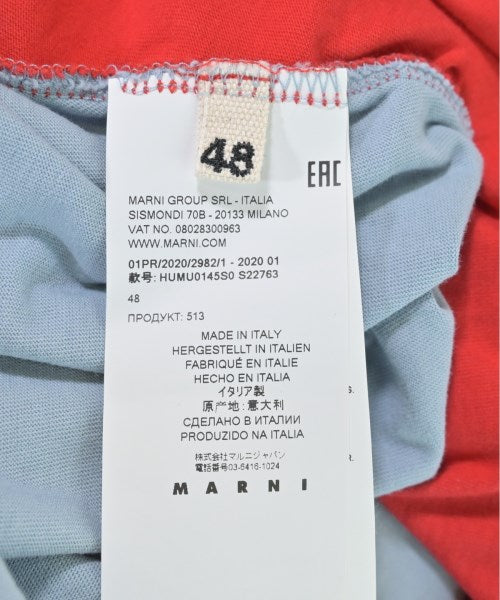 48
EAC
MARNI GROUP SRL - ITALIA
SISMONDI 70B - 20133 MILANO
VAT NO. 08028300963
WWW.MARNI.COM
01PR/2020/2982/1 - 2020 01
款号: HUMU0145S0 S22763
48
ПРОДУКТ: 513
MADE IN ITALY
HERGESTELLT IN ITALIEN
FABRIQUÉ EN ITALIE
HECHO EN ITALIA
イタリア製
原产地:意大利
СДЕЛАНО В ИТАЛИИ
PRODUZIDO NA ITALIA
株式会社マルニジャパン
電話番号03-6416-1024
MARNI